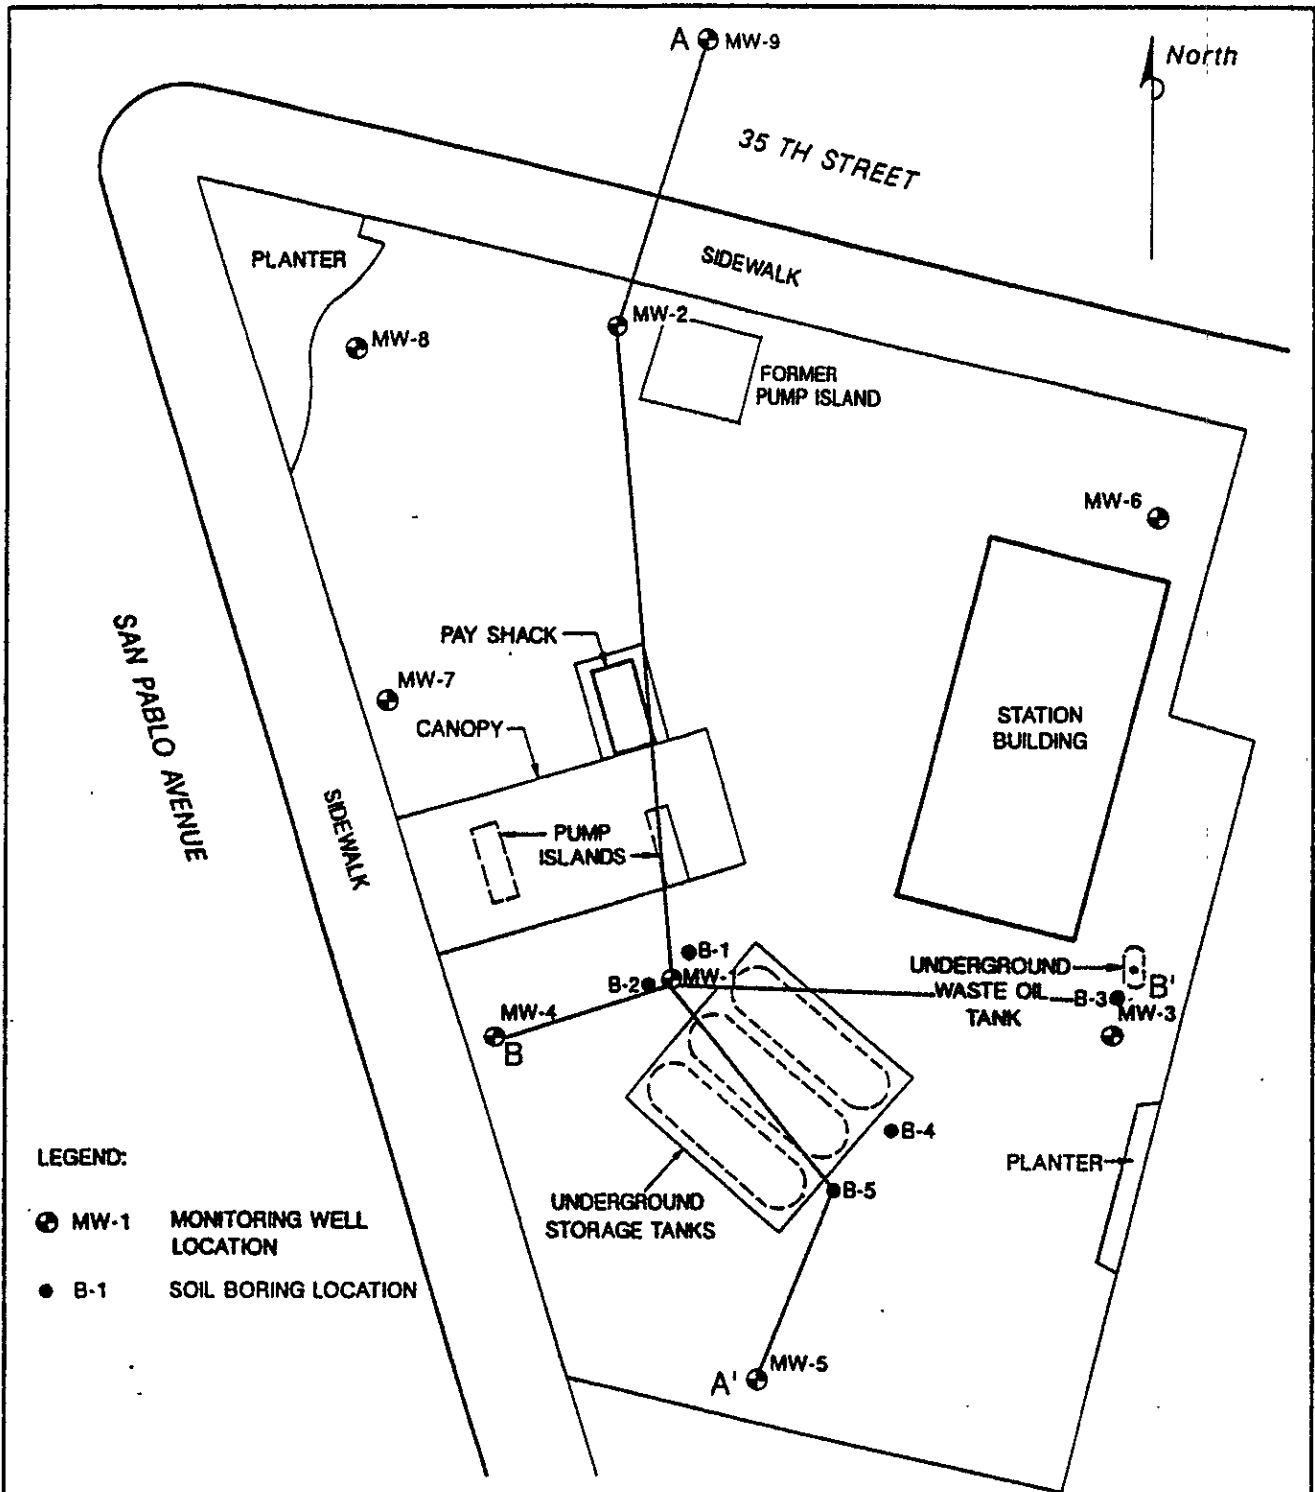 A MW-9
North
35 TH STREET
SIDEWALK
PLANTER
MW-2
MW-8
FORMER
PUMP ISLAND
MW-6
SAN PABLO AVENUE
PAY SHACK
MW-7
CANOPY
STATION
BUILDING
SIDEWALK
PUMP
ISLANDS
B-1
MW-1
B-2
UNDERGROUND
WASTE OIL
TANK
B-3
B'
MW-3
MW-4
B
B-4
PLANTER
B-5
UNDERGROUND
STORAGE TANKS
LEGEND:
MW-1 MONITORING WELL
LOCATION
B-1 SOIL BORING LOCATION
MW-5
A'